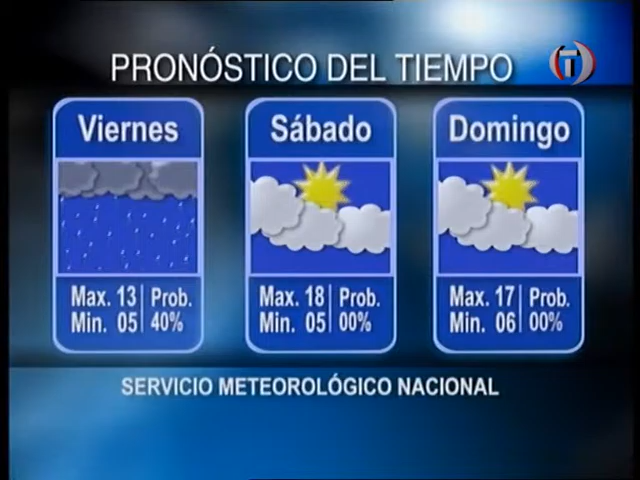 PRONÓSTICO DEL TIEMPO
T
Viernes
Max. 13 Prob.
Min. 05 40%
Sábado
Max. 18 Prob.
Min. 05 00%
Domingo
Max. 17 Prob.
Min. 06 00%
SERVICIO METEOROLÓGICO NACIONAL